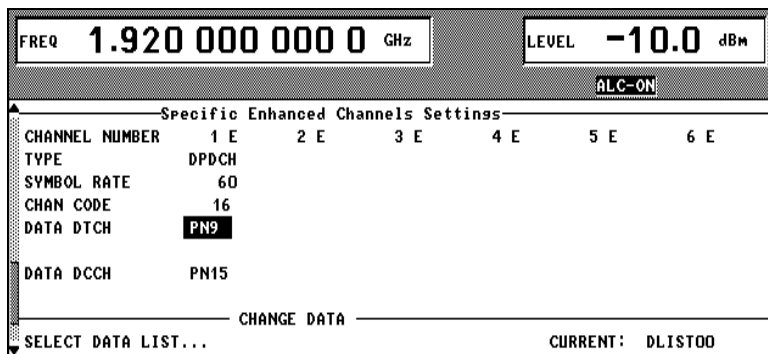 FREQ 1.920 000 000 0 GHz LEVEL -10.0 dBm
ALC-ON
Specific Enhanced Channels Settings
CHANNEL NUMBER 1 E 2 E 3 E 4 E 5 E 6 E
TYPE DPDCH
SYMBOL RATE 60
CHAN CODE 16
DATA DTCH PN9
DATA DCCH PN15
CHANGE DATA
SELECT DATA LIST... CURRENT: DLIST00